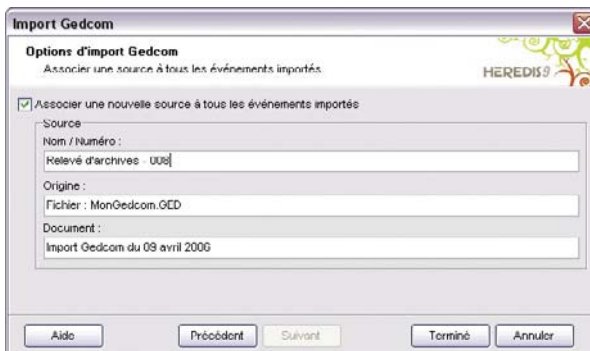 Import Gedcom
Options d'import Gedcom
Associer une source à tous les événements importés.
HEREDIS 9
Associer une nouvelle source à tous les événements importés
Source
Nom / Numéro :
Relevé d'archives - 008
Origine :
Fichier : MonGedcom.GED
Document :
Import Gedcom du 09 avril 2006
Aide
Précédent
Suivant
Terminé
Annuler